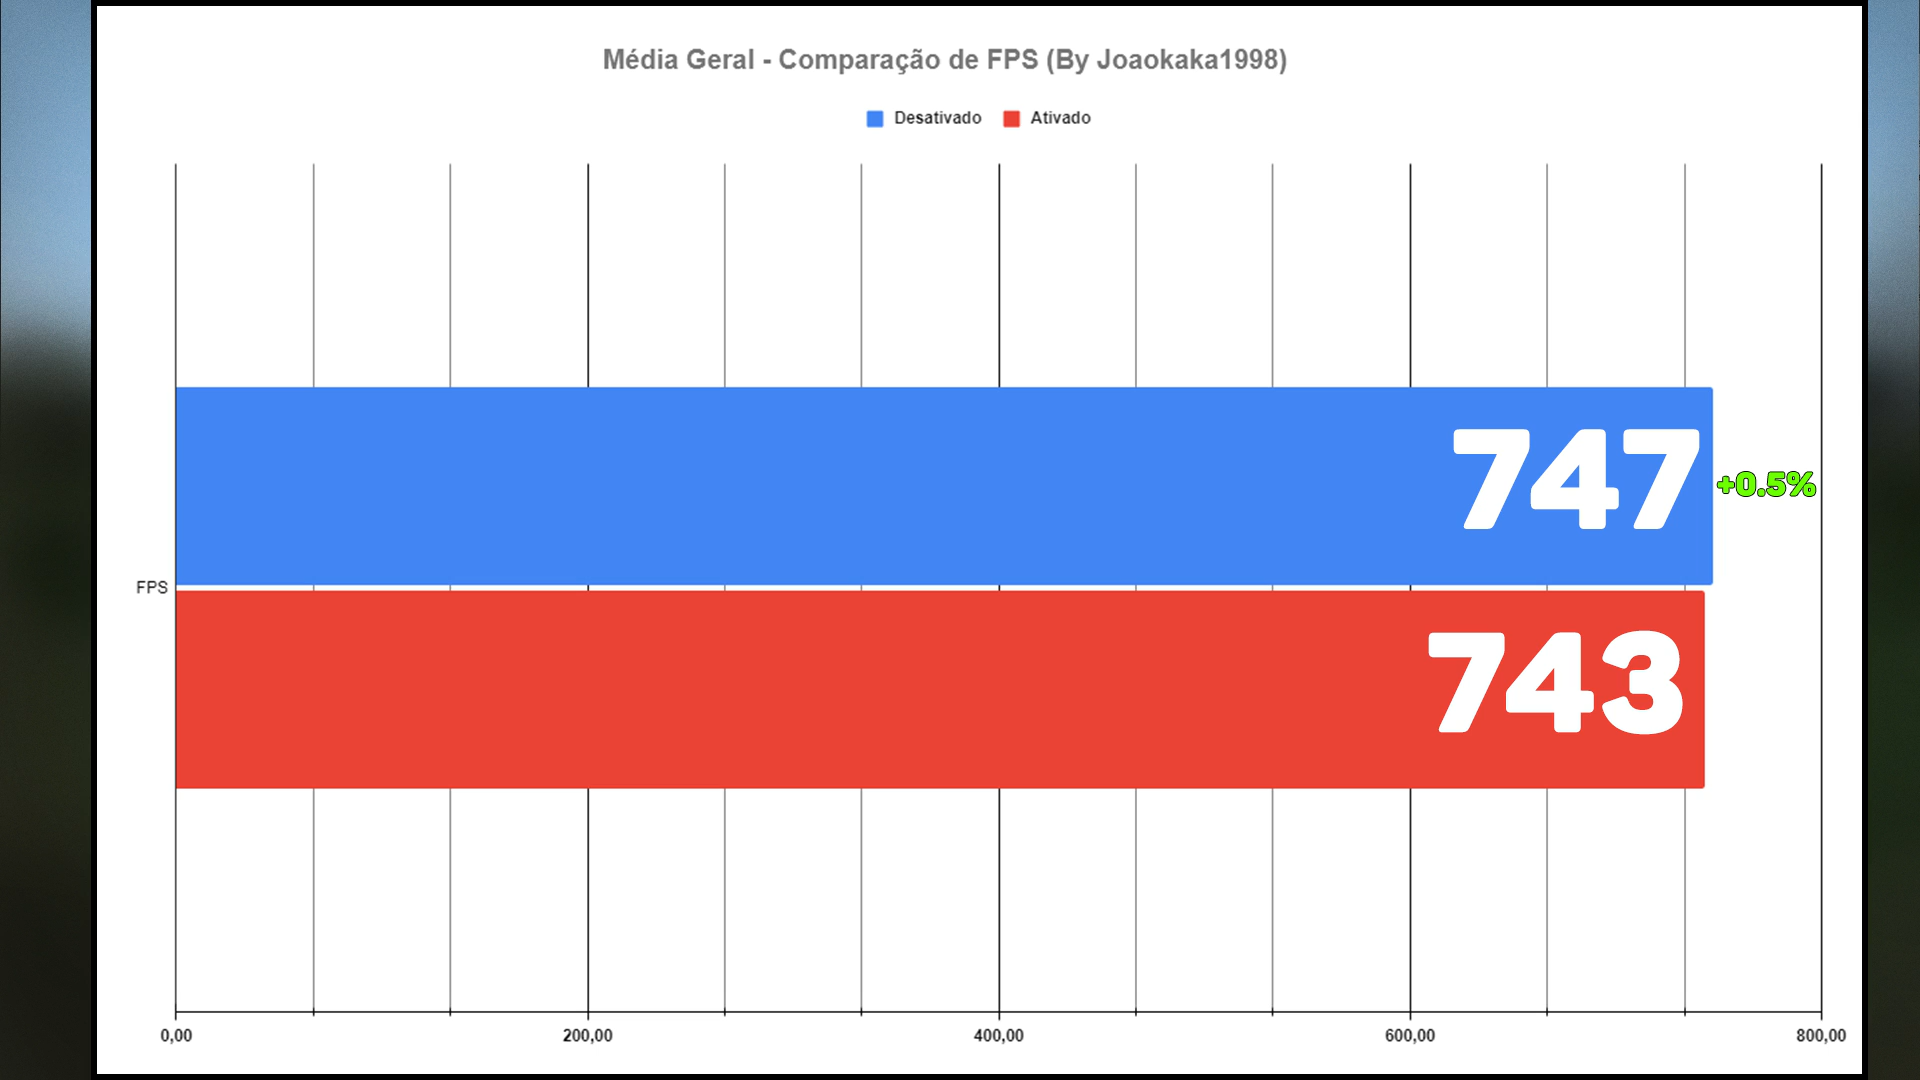 Média Geral - Comparação de FPS (By Joaokaka1998)
Desativado Ativado
747
+0.5%
FPS
743
0,00 200,00 400,00 600,00 800,00